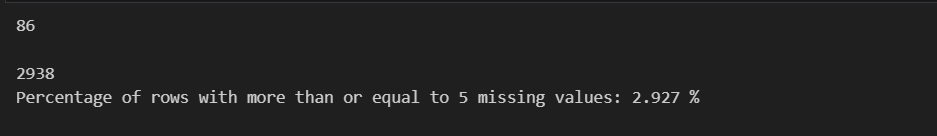 86
2938
Percentage of rows with more than or equal to 5 missing values: 2.927 %